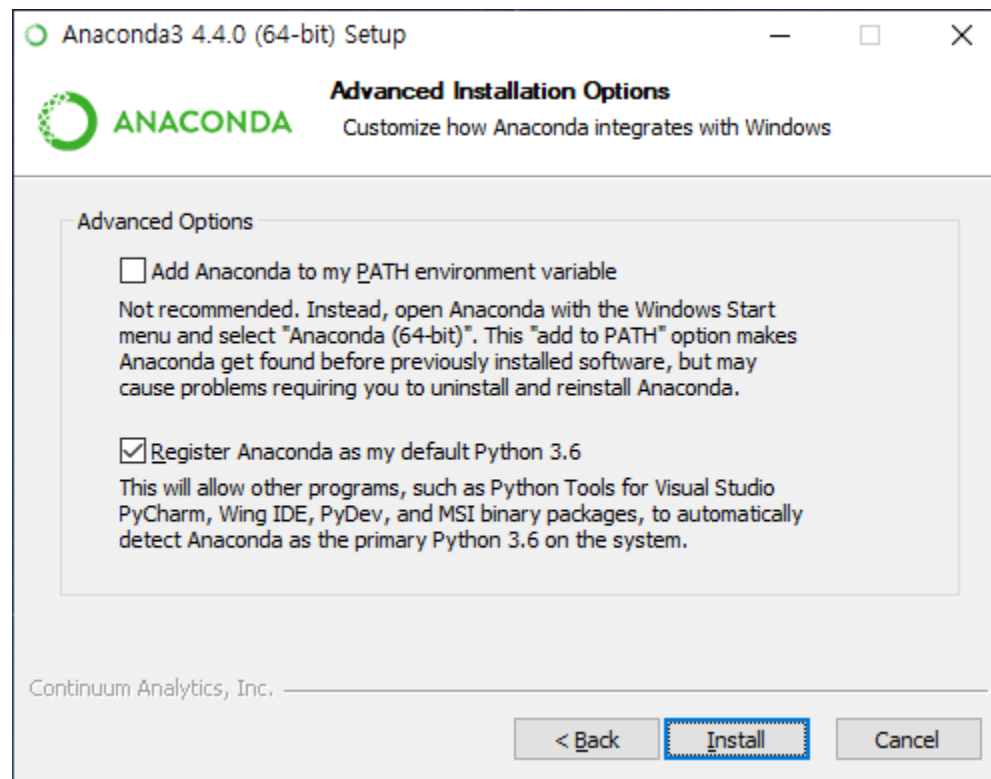 Anaconda3 4.4.0 (64-bit) Setup
ANACONDA
Advanced Installation Options
Customize how Anaconda integrates with Windows
Advanced Options
Add Anaconda to my PATH environment variable
Not recommended. Instead, open Anaconda with the Windows Start
menu and select "Anaconda (64-bit)". This "add to PATH" option makes
Anaconda get found before previously installed software, but may
cause problems requiring you to uninstall and reinstall Anaconda.
Register Anaconda as my default Python 3.6
This will allow other programs, such as Python Tools for Visual Studio
PyCharm, Wing IDE, PyDev, and MSI binary packages, to automatically
detect Anaconda as the primary Python 3.6 on the system.
Continuum Analytics, Inc.
< Back
Install
Cancel